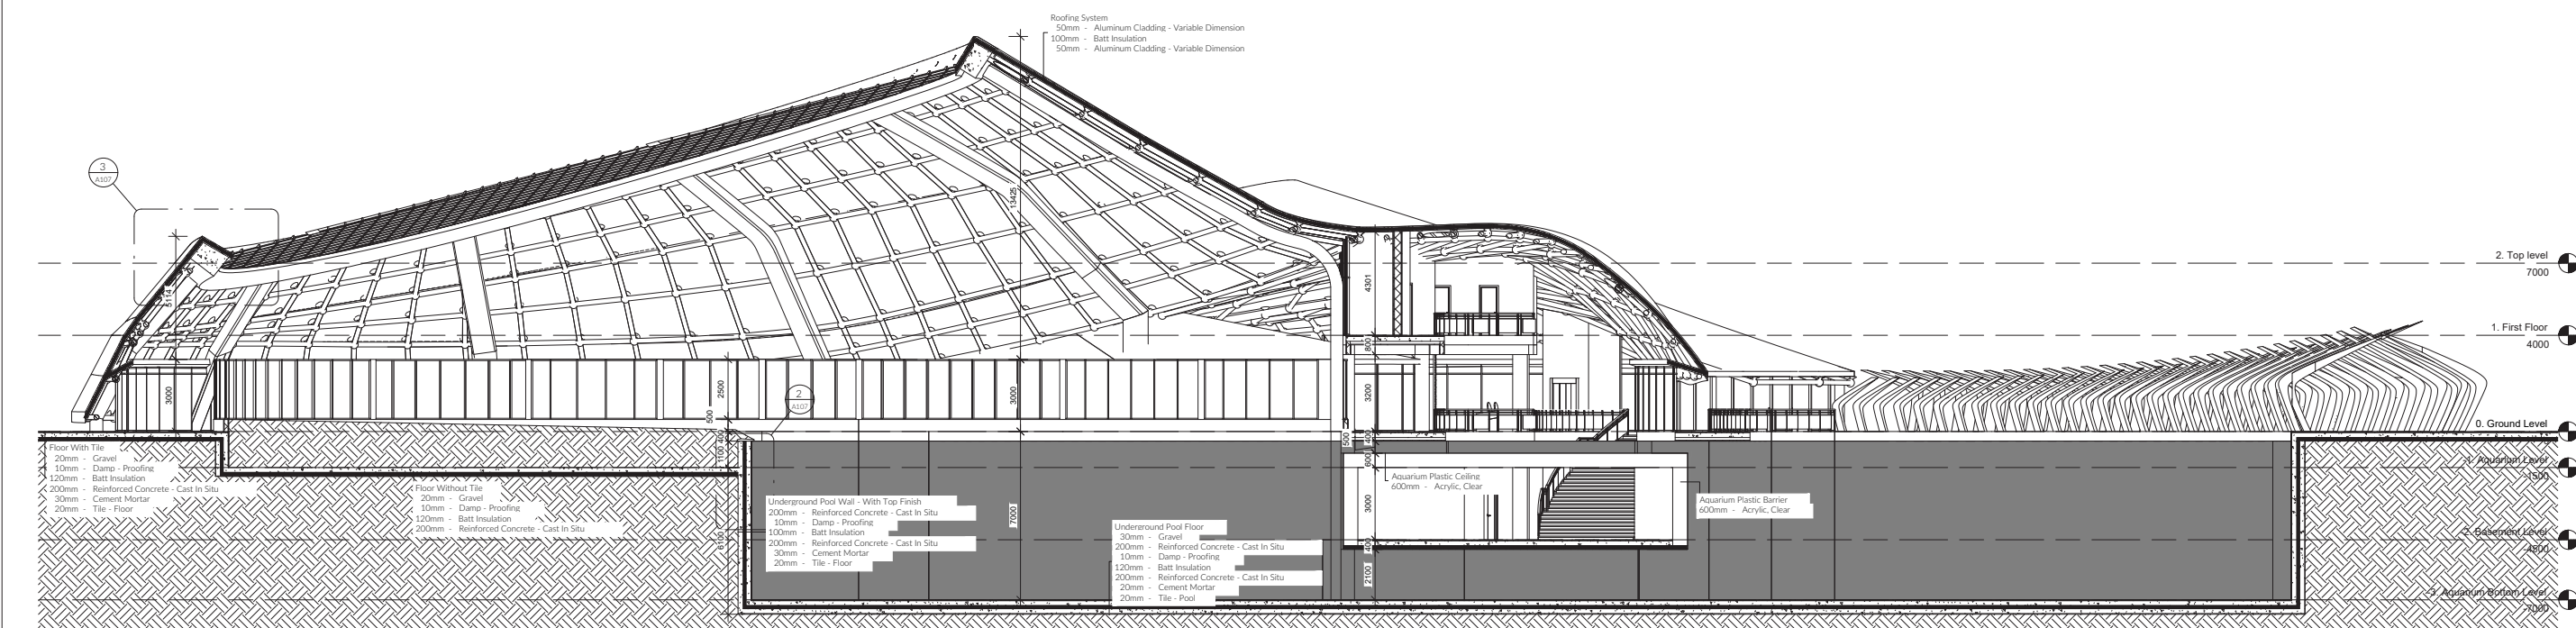 Roofing System
50mm - Aluminum Cladding - Variable Dimension
100mm - Batt Insulation
50mm - Aluminum Cladding - Variable Dimension
3
A107
13425
5114
3000
2500
500
400
1100
6100
2
A107
3000
7000
4301
800
3200
500
400
600
3000
400
2100
2. Top level
7000
1. First Floor
4000
0. Ground Level
-1. Aquarium Level
-1500
-2. Basement Level
-4500
-3. Aquarium Bottom Level
-7000
Floor With Tile
20mm - Gravel
10mm - Damp - Proofing
120mm - Batt Insulation
200mm - Reinforced Concrete - Cast In Situ
30mm - Cement Mortar
20mm - Tile - Floor
Floor Without Tile
20mm - Gravel
10mm - Damp - Proofing
120mm - Batt Insulation
200mm - Reinforced Concrete - Cast In Situ
Underground Pool Wall - With Top Finish
200mm - Reinforced Concrete - Cast In Situ
10mm - Damp - Proofing
100mm - Batt Insulation
200mm - Reinforced Concrete - Cast In Situ
30mm - Cement Mortar
20mm - Tile - Floor
Underground Pool Floor
30mm - Gravel
200mm - Reinforced Concrete - Cast In Situ
10mm - Damp - Proofing
120mm - Batt Insulation
200mm - Reinforced Concrete - Cast In Situ
20mm - Cement Mortar
20mm - Tile - Pool
Aquarium Plastic Ceiling
600mm - Acrylic, Clear
Aquarium Plastic Barrier
600mm - Acrylic, Clear